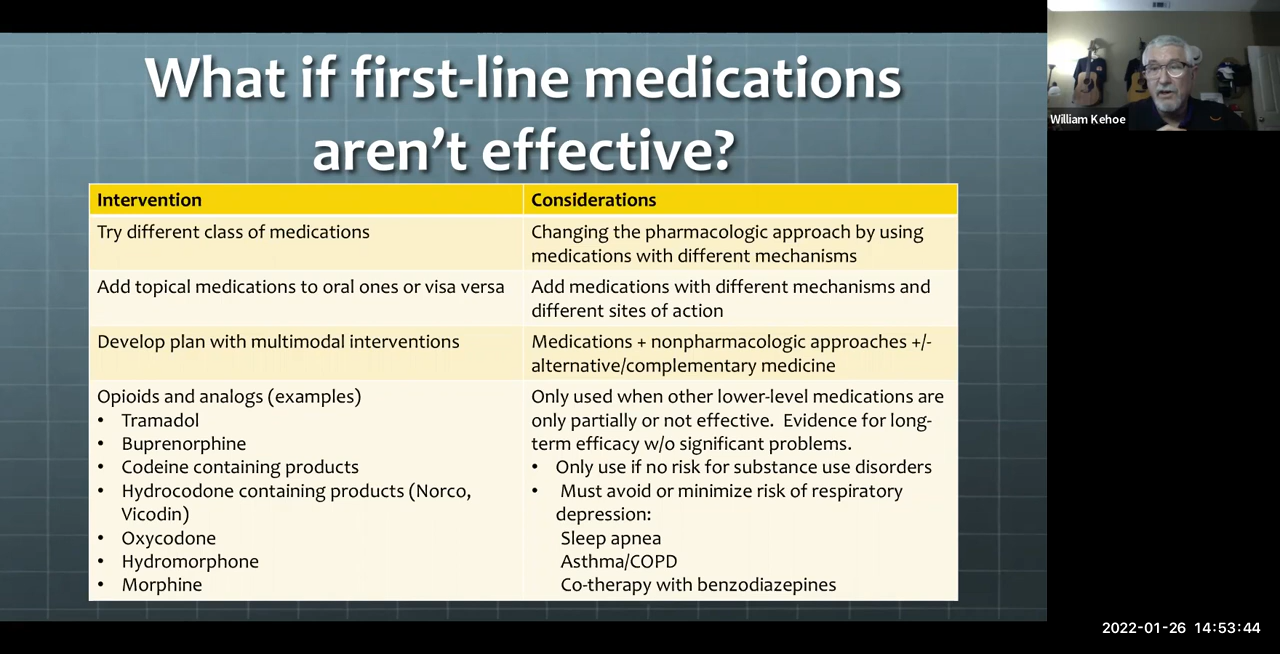 What if first-line medications
aren't effective?
Intervention
Considerations
Try different class of medications
Changing the pharmacologic approach by using
medications with different mechanisms
Add topical medications to oral ones or visa versa
Add medications with different mechanisms and
different sites of action
Develop plan with multimodal interventions
Medications + nonpharmacologic approaches +/-
alternative/complementary medicine
Opioids and analogs (examples)
• Tramadol
• Buprenorphine
• Codeine containing products
• Hydrocodone containing products (Norco,
Vicodin)
• Oxycodone
• Hydromorphone
• Morphine
Only used when other lower-level medications are
only partially or not effective.  Evidence for long-
term efficacy w/o significant problems.
• Only use if no risk for substance use disorders
• Must avoid or minimize risk of respiratory
depression:
Sleep apnea
Asthma/COPD
Co-therapy with benzodiazepines
William Kehoe
2022-01-26 14:53:44